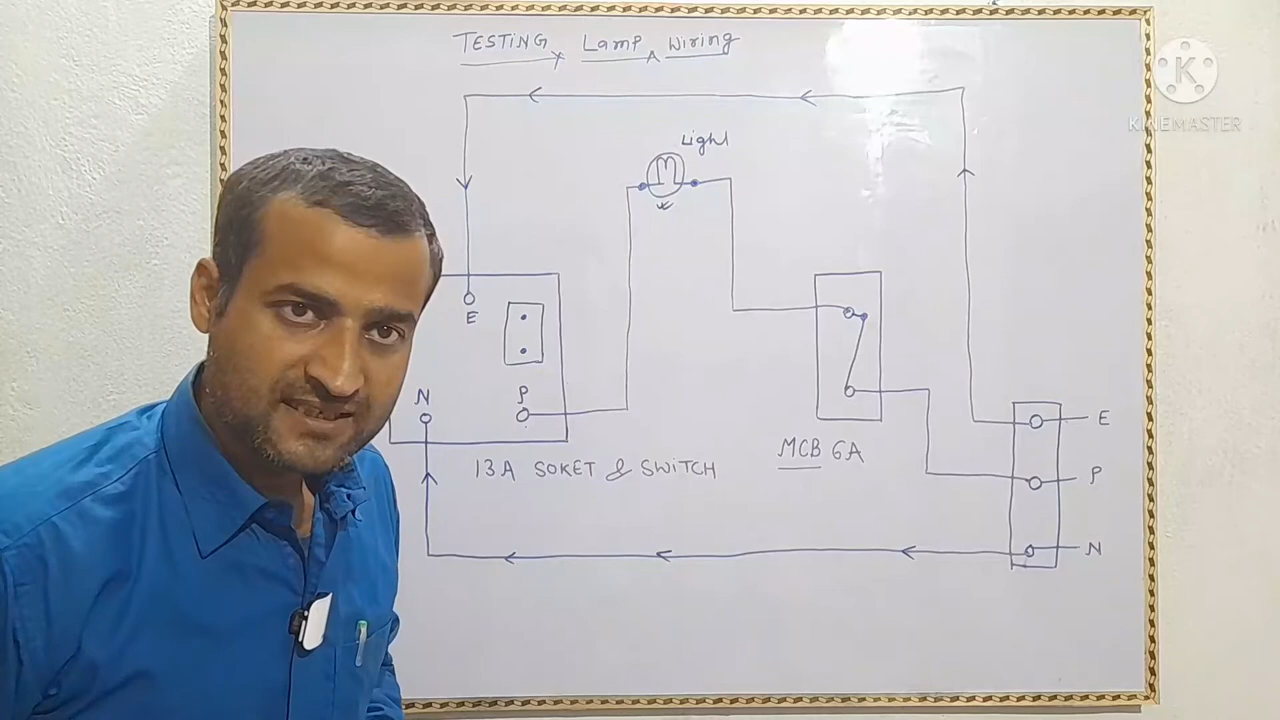 TESTING Lamp Wiring
K
KINEMASTER
Light
E
N
P
13A SOKET & SWITCH
MCB 6A
E
P
N